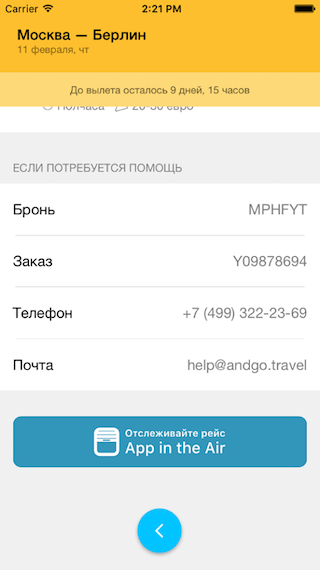 Carrier 2:21 PM
Москва — Берлин
11 февраля, чт
До вылета осталось 9 дней, 15 часов
Полчаса 20-30 евро
ЕСЛИ ПОТРЕБУЕТСЯ ПОМОЩЬ
Бронь MPHFYT
Заказ Y09878694
Телефон +7 (499) 322-23-69
Почта help@andgo.travel
Отслеживайте рейс
App in the Air